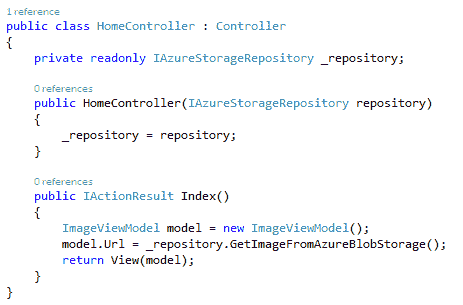 1 reference
public class HomeController : Controller
{
    private readonly IAzureStorageRepository _repository;
    0 references
    public HomeController(IAzureStorageRepository repository)
    {
        _repository = repository;
    }
    0 references
    public IActionResult Index()
    {
        ImageViewModel model = new ImageViewModel();
        model.Url = _repository.GetImageFromAzureBlobStorage();
        return View(model);
    }
}